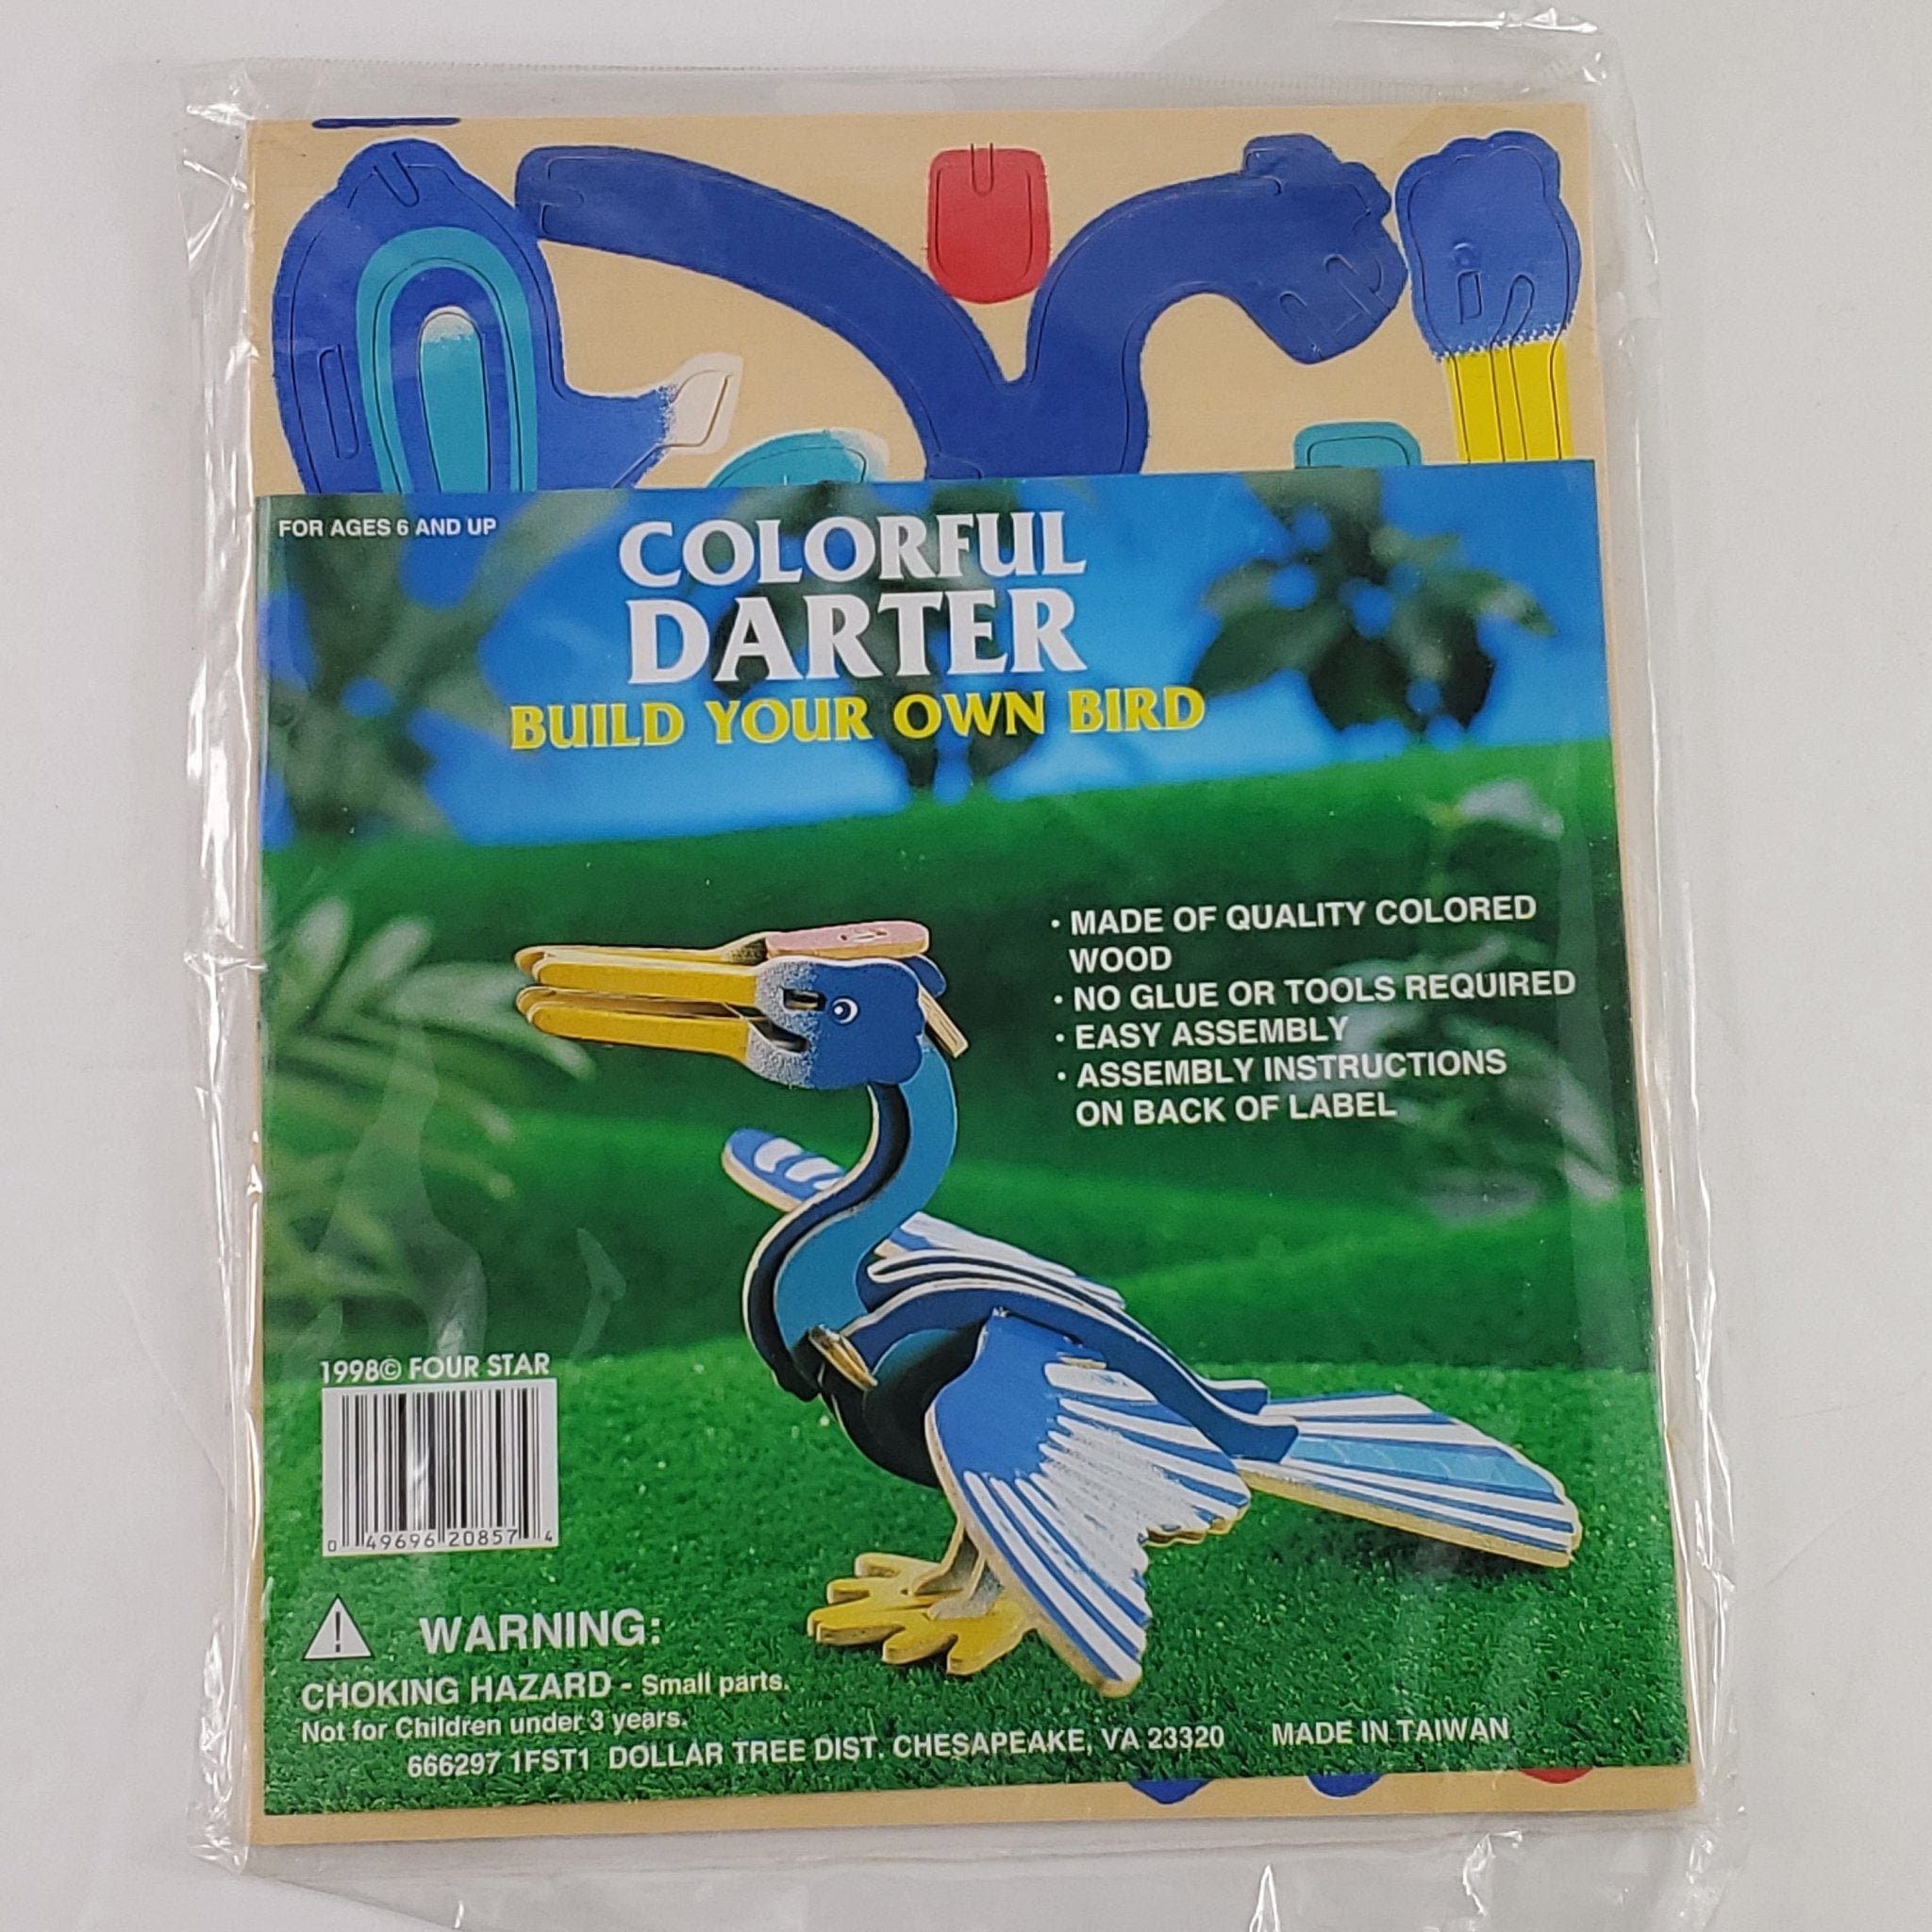 FOR AGES 6 AND UP
COLORFUL
DARTER
BUILD YOUR OWN BIRD
• MADE OF QUALITY COLORED
WOOD
• NO GLUE OR TOOLS REQUIRED
• EASY ASSEMBLY
• ASSEMBLY INSTRUCTIONS
ON BACK OF LABEL
1998© FOUR STAR
0 49696 20857 4
WARNING:
CHOKING HAZARD - Small parts.
Not for Children under 3 years.
666297 1FST1 DOLLAR TREE DIST. CHESAPEAKE, VA 23320 MADE IN TAIWAN